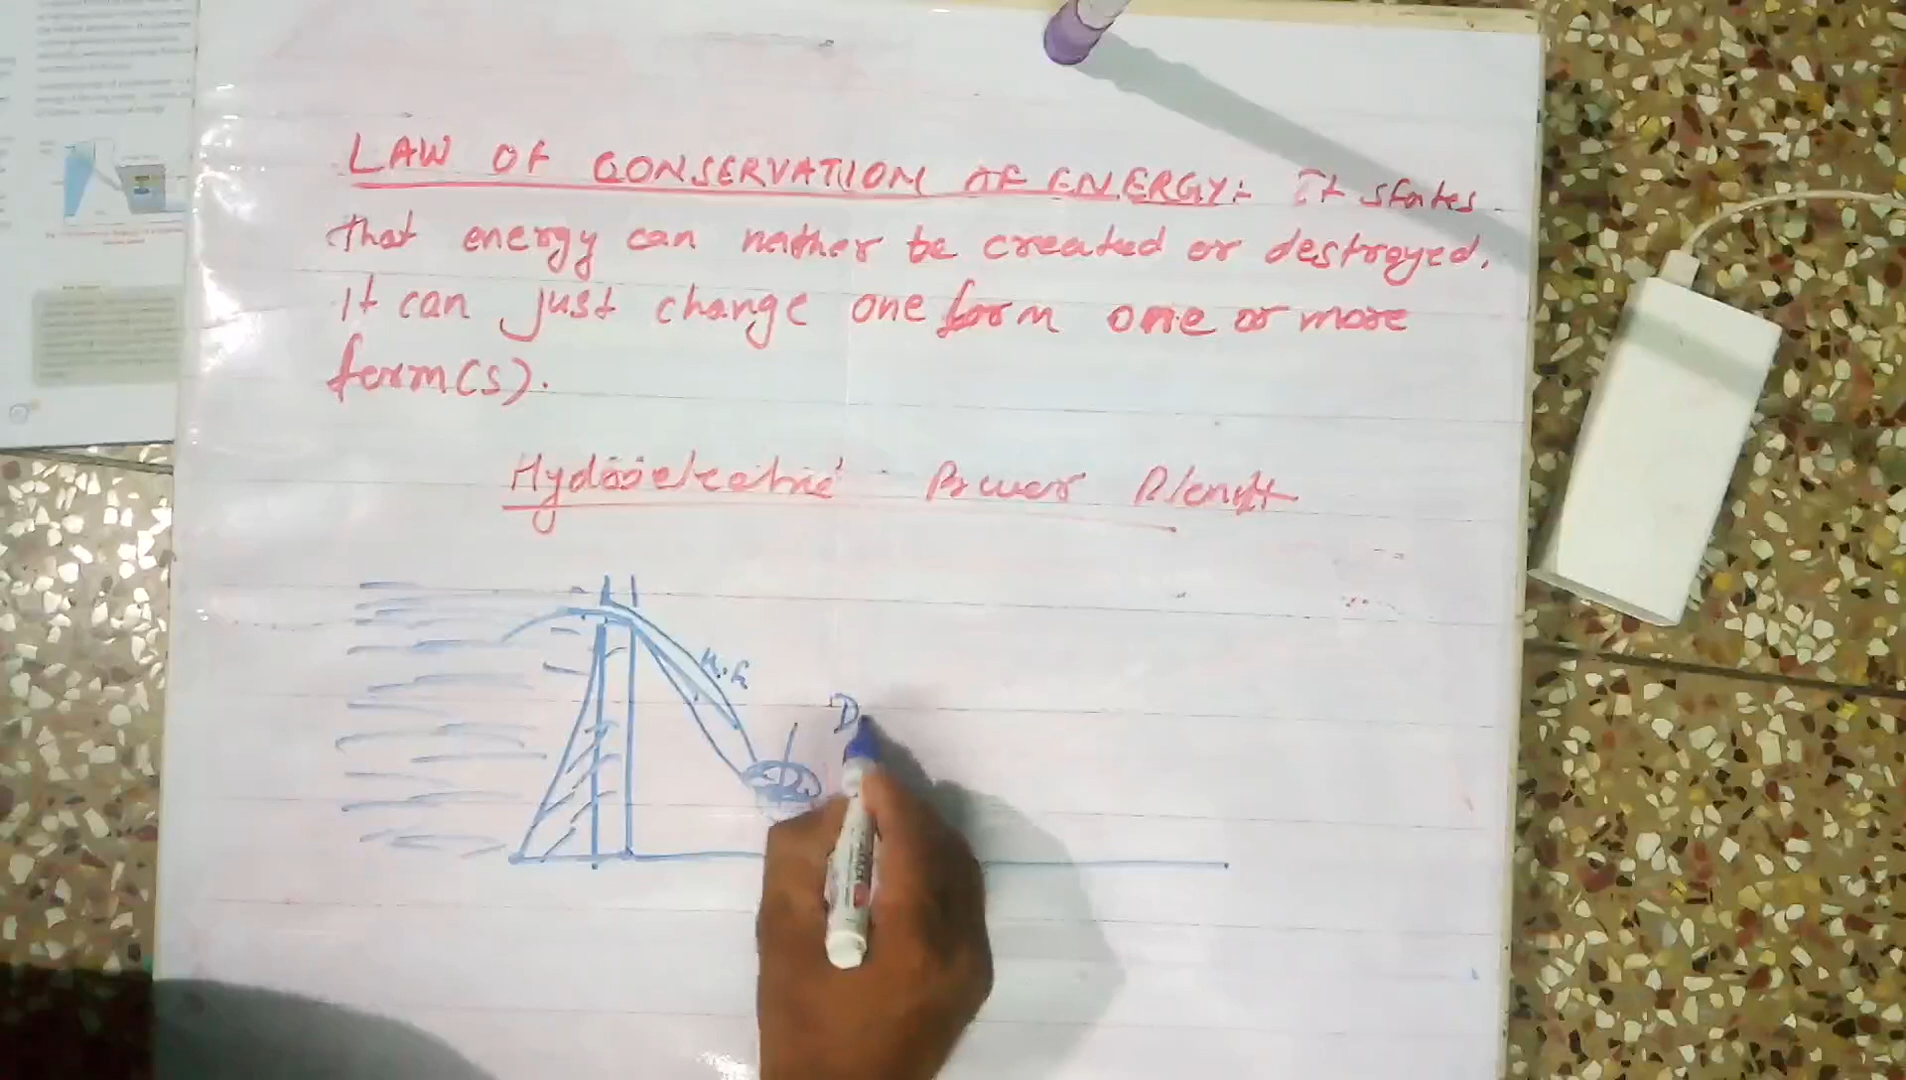 LAW OF CONSERVATION OF ENERGY: It states
that energy can neither be created or destroyed.
It can just change one form one or more
form(s).
Hydroelectric Power Plant
K.E
D